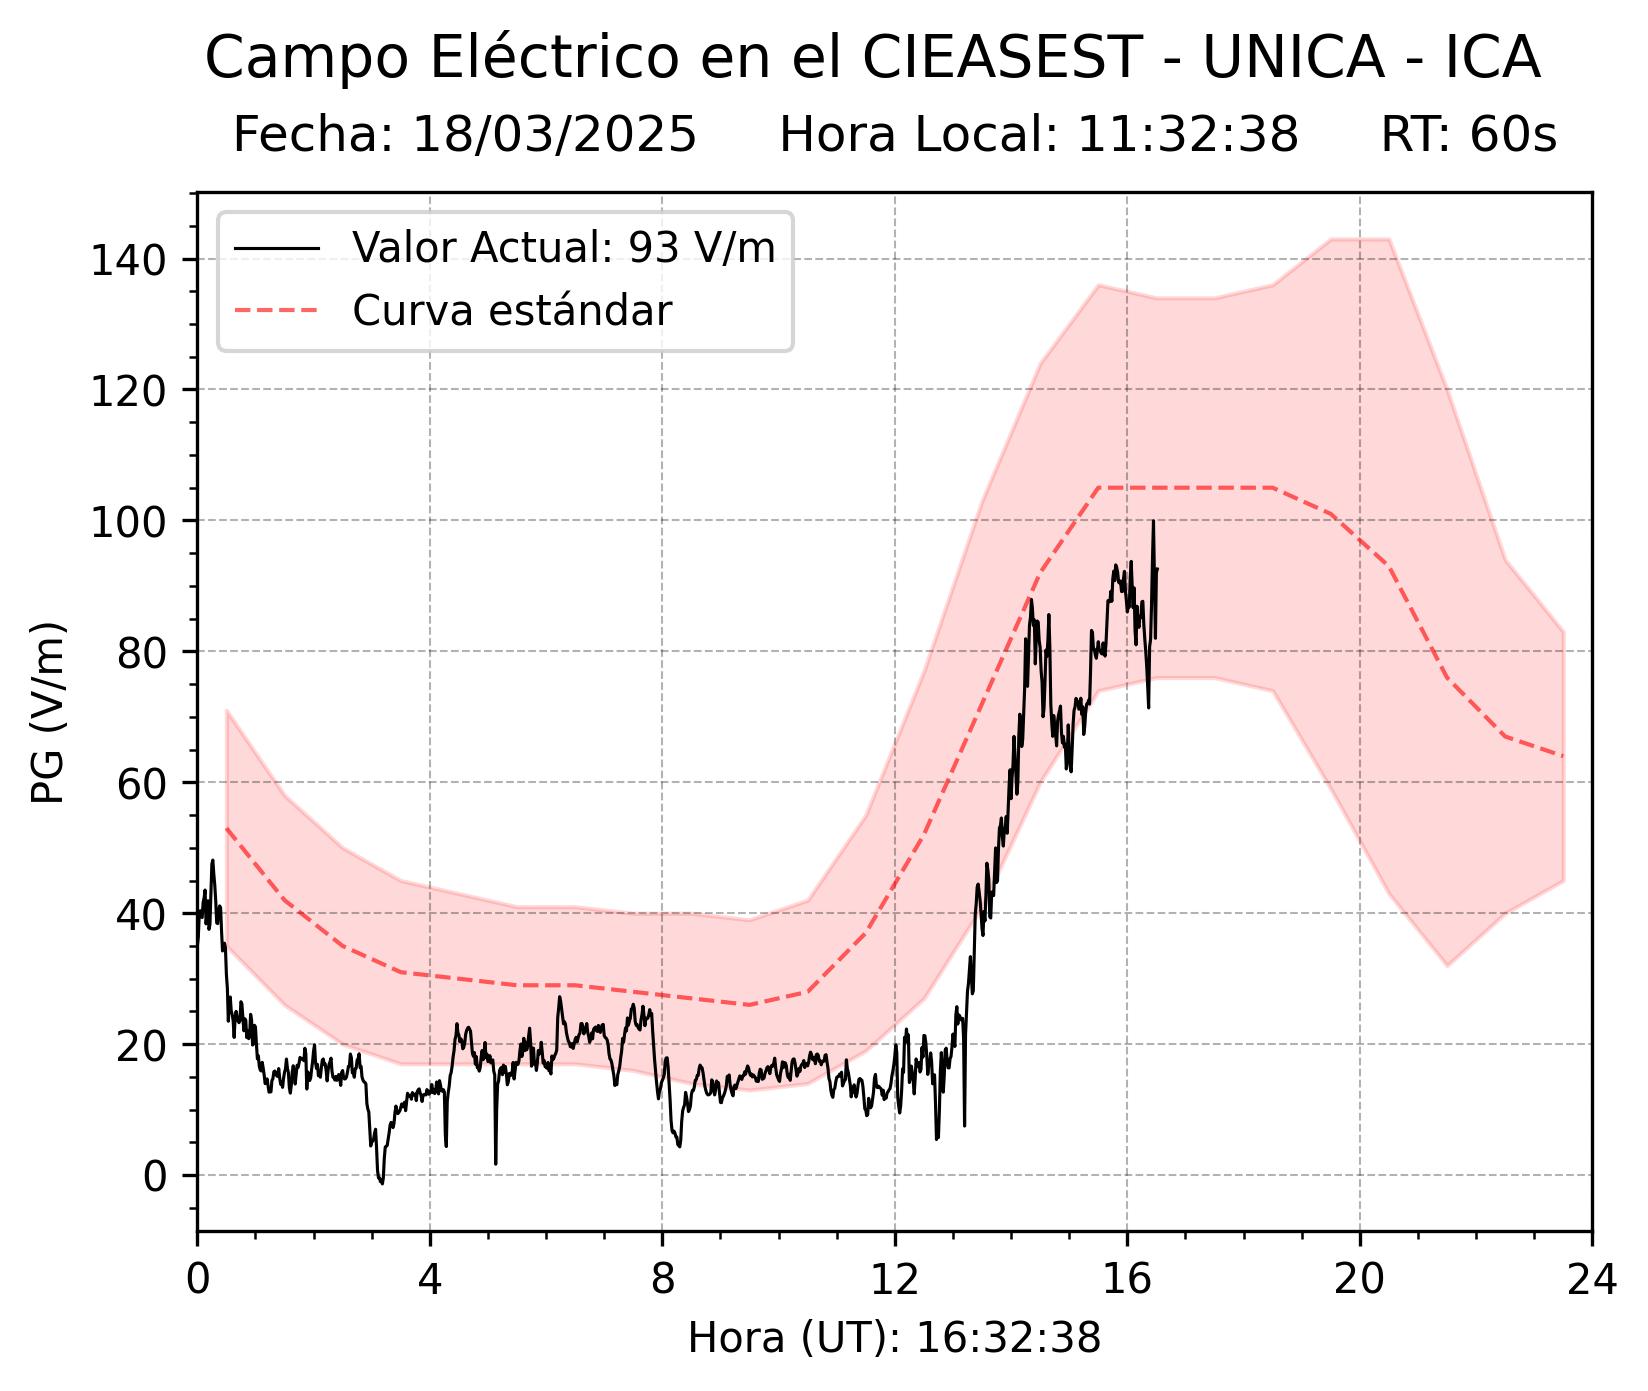 Campo Eléctrico en el CIEASEST - UNICA - ICA
Fecha: 18/03/2025 Hora Local: 11:32:38 RT: 60s
Valor Actual: 93 V/m
Curva estándar
PG (V/m)
140
120
100
80
60
40
20
0
0 4 8 12 16 20 24
Hora (UT): 16:32:38